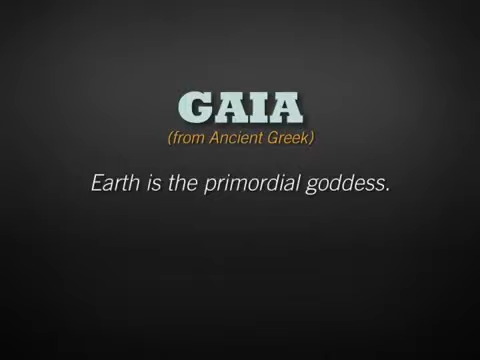 GAIA
(from Ancient Greek)
Earth is the primordial goddess.